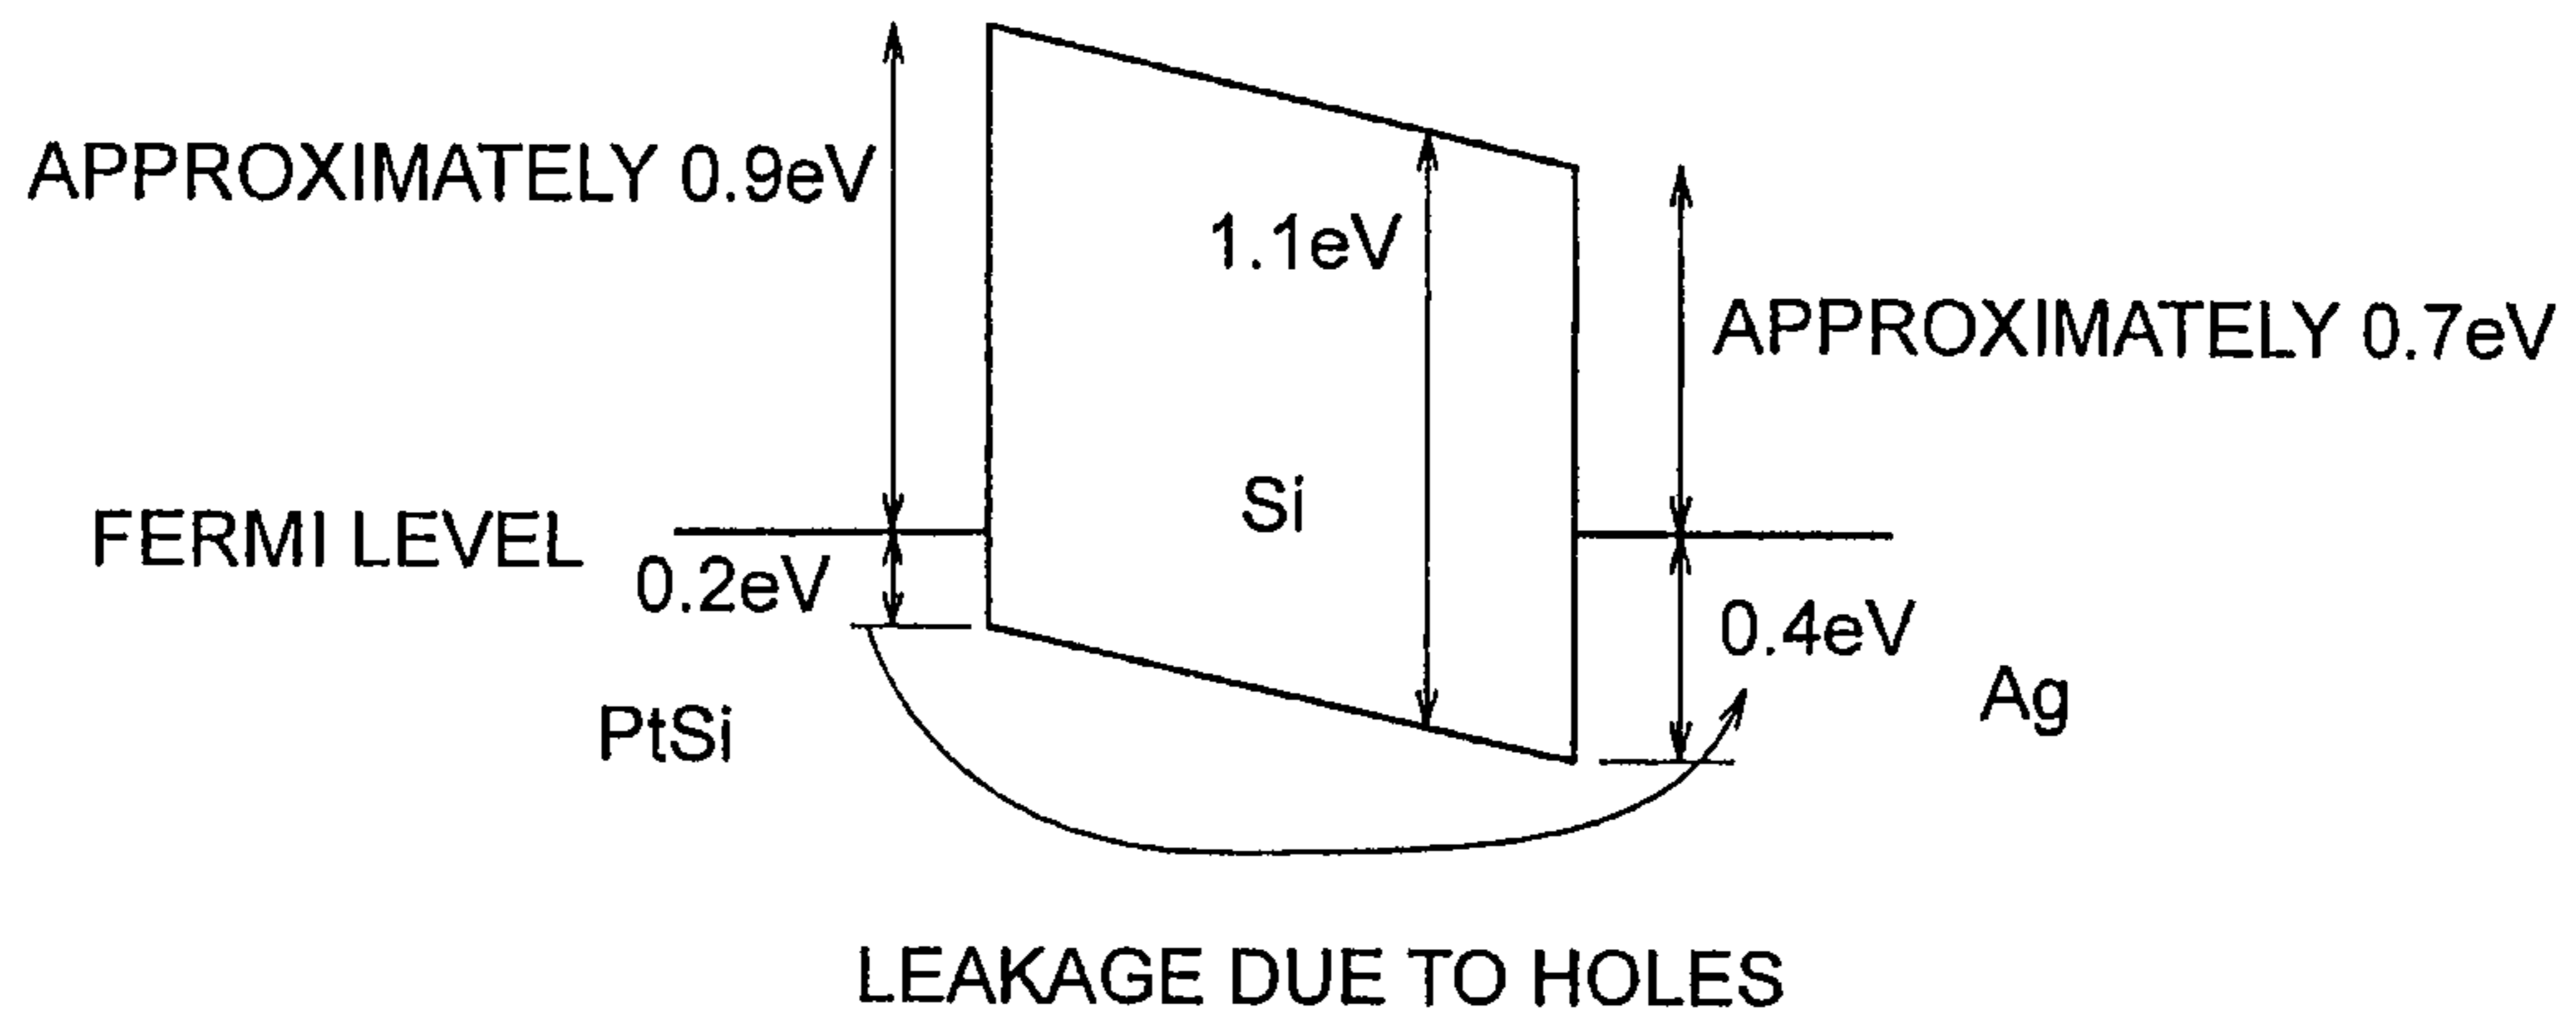 APPROXIMATELY 0.9eV
1.1eV
APPROXIMATELY 0.7eV
Si
FERMI LEVEL
0.2eV
0.4eV
PtSi
Ag
LEAKAGE DUE TO HOLES